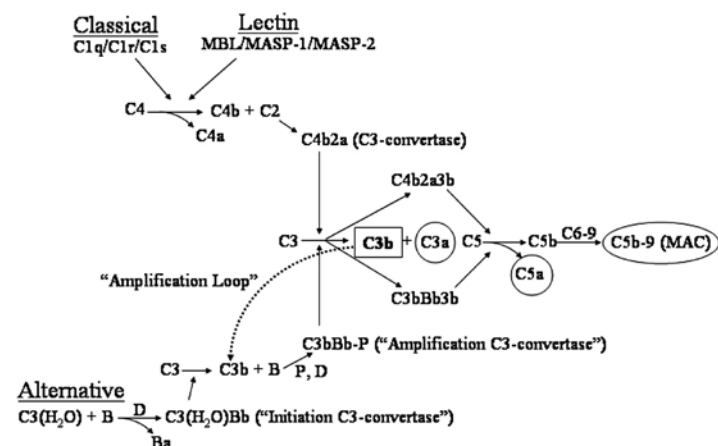 Classical
C1q/C1r/C1s
Lectin
MBL/MASP-1/MASP-2
C4
C4b + C2
C4a
C4b2a (C3-convertase)
C4b2a3b
C3
C3b
+
C3a
C5
C5b
C6-9
C5b-9 (MAC)
C5a
"Amplification Loop"
C3bBb3b
C3bBb-P ("Amplification C3-convertase")
C3
C3b + B
P, D
Alternative
C3(H2O) + B
D
C3(H2O)Bb ("Initiation C3-convertase")
Ba